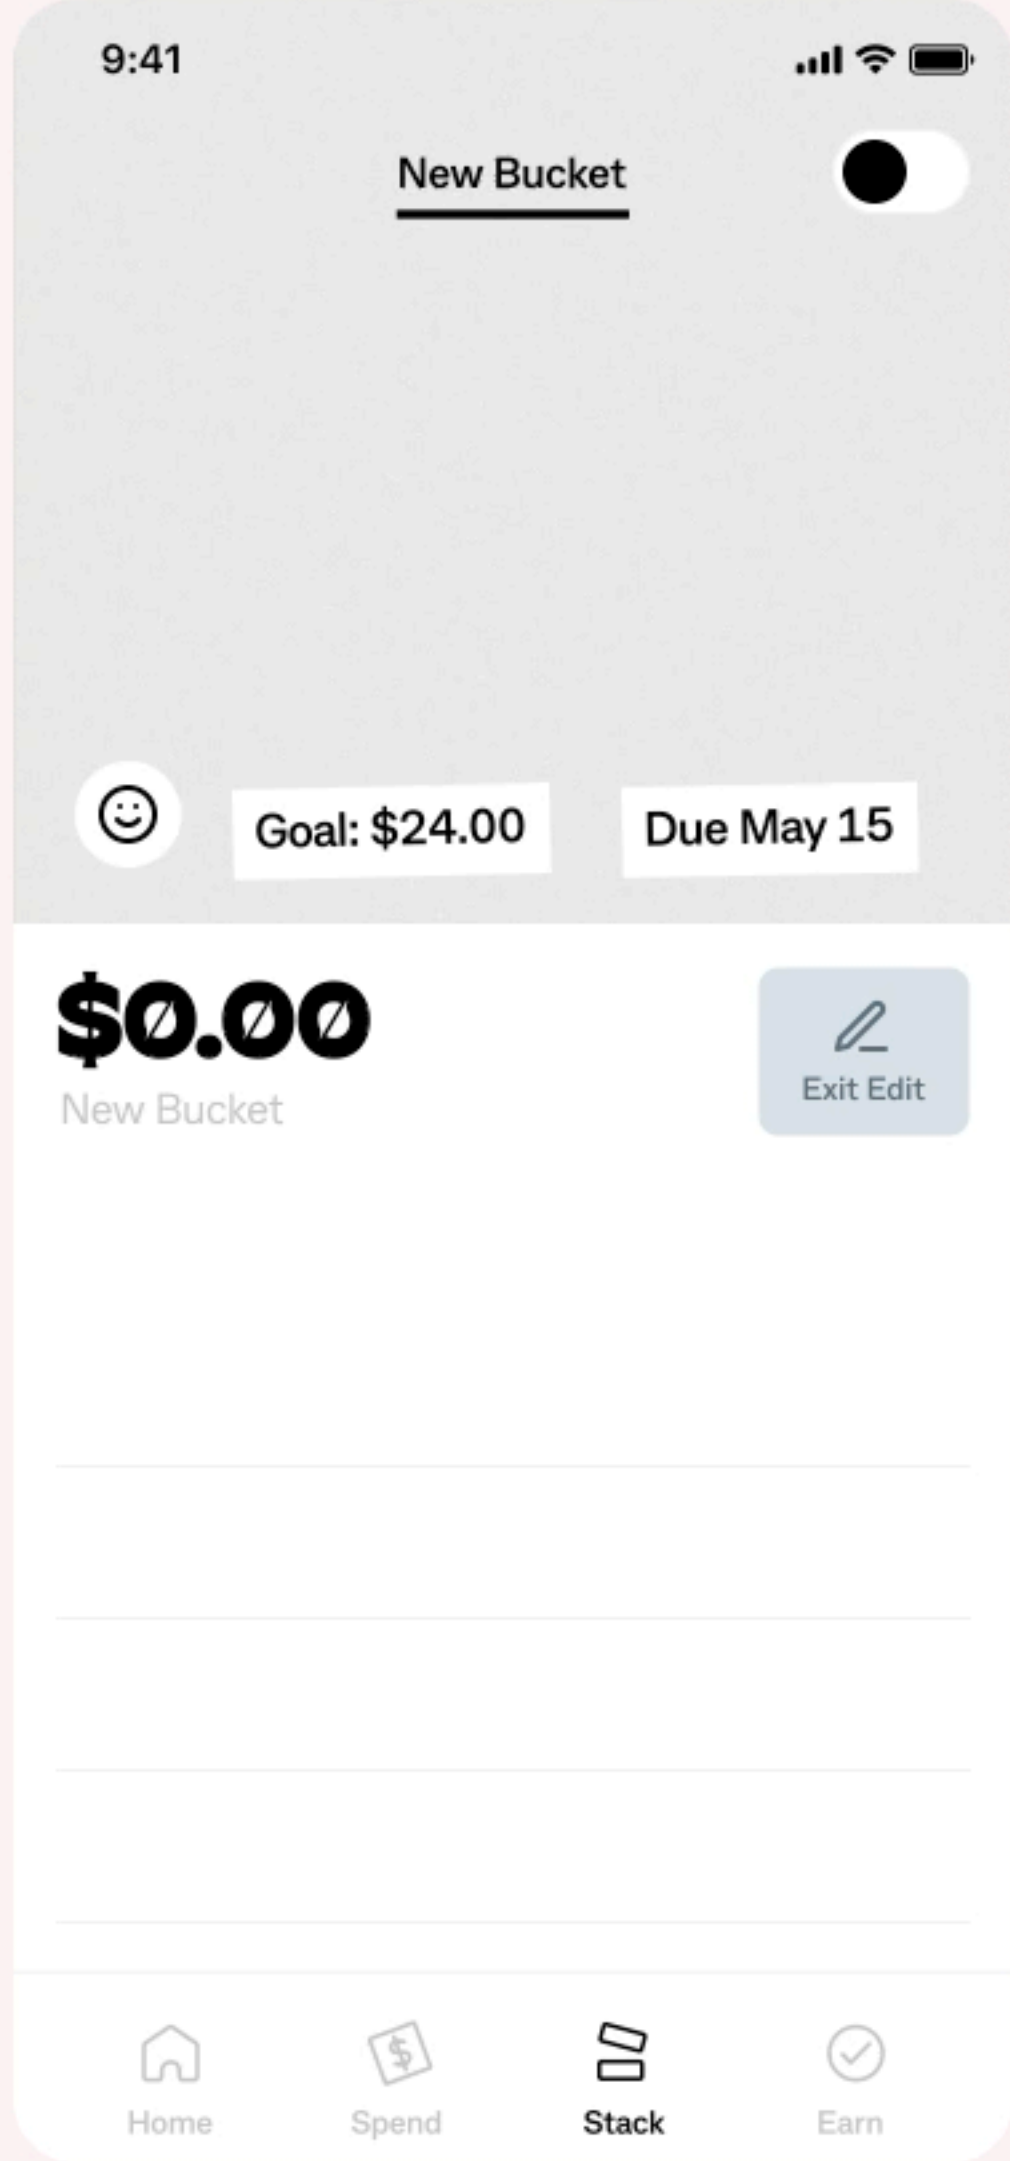 9:41
New Bucket
Goal: $24.00
Due May 15
$0.00
New Bucket
Exit Edit
Home
Spend
Stack
Earn